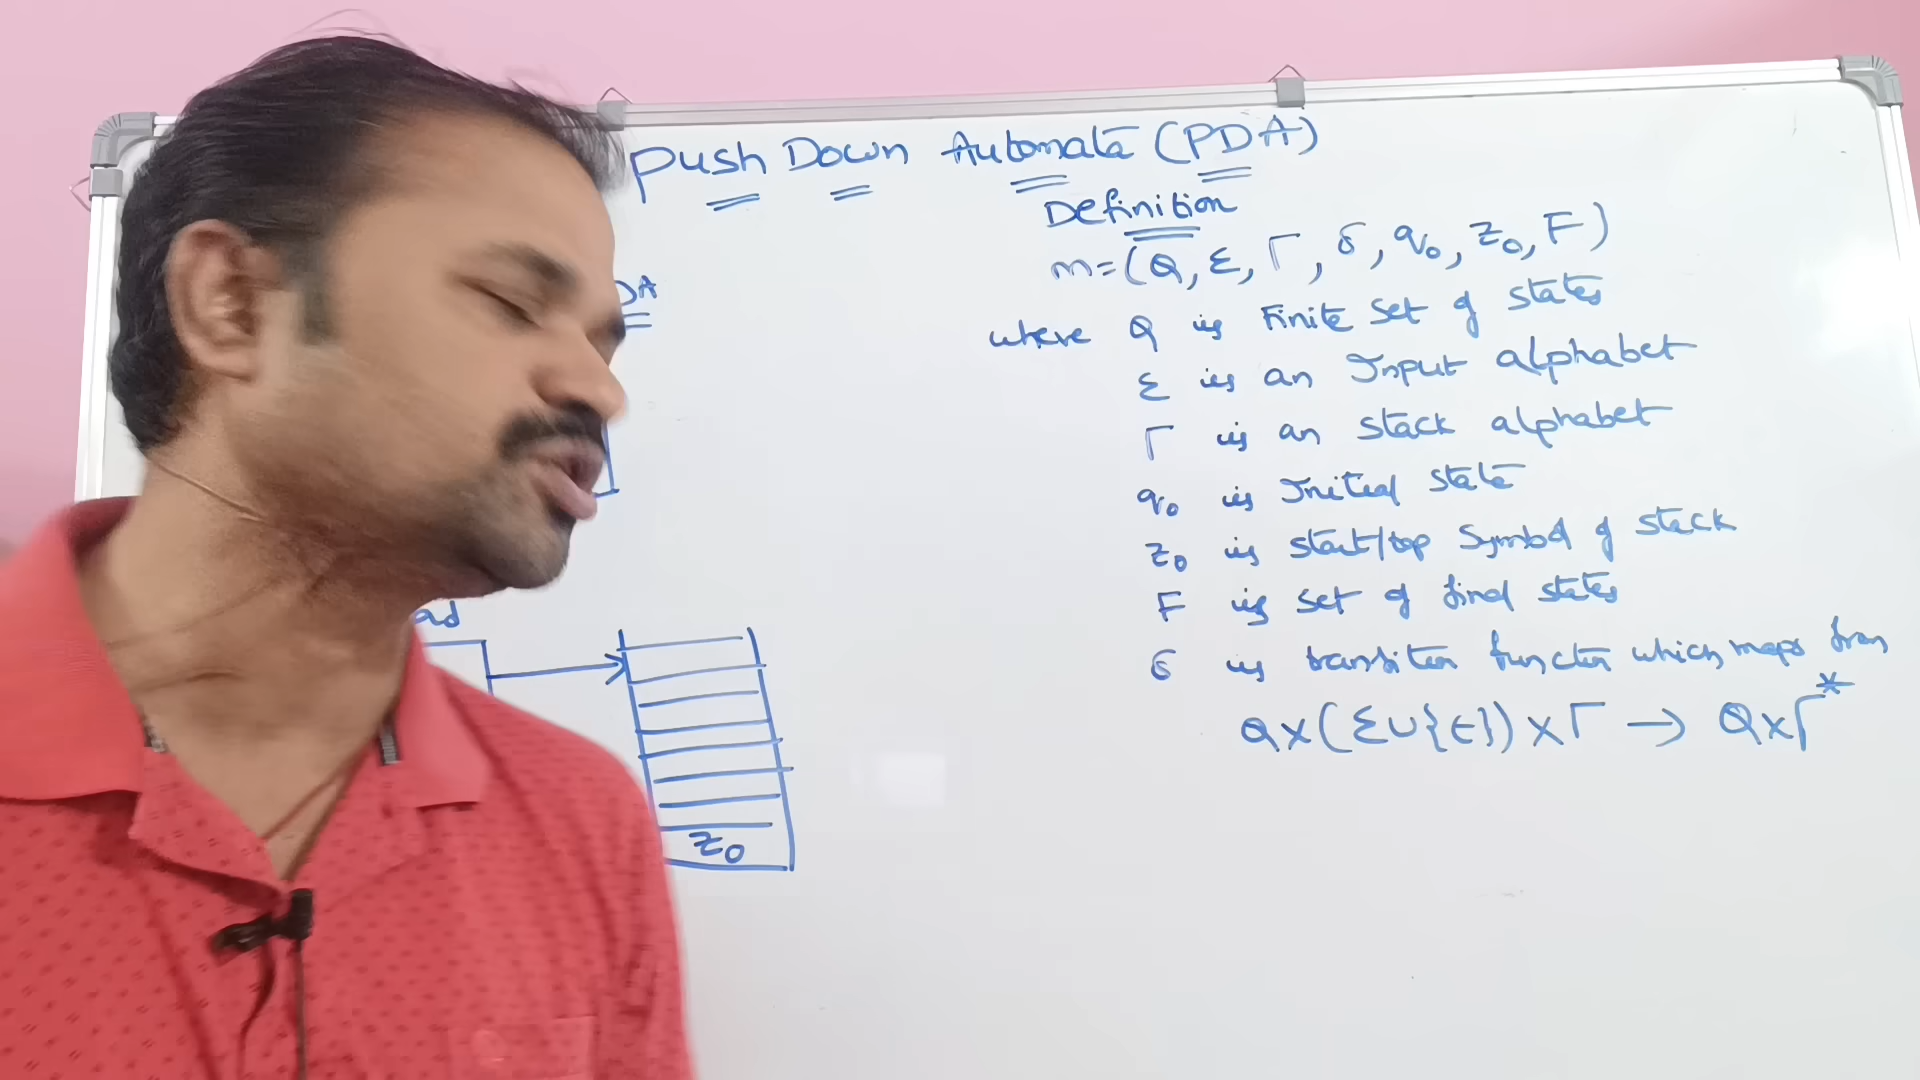 Push Down Automata (PDA)
Definition
m=(Q, Σ, Γ, δ, q₀, z₀, F)
where Q is Finite set of states
Σ is an Input alphabet
Γ is an stack alphabet
q₀ is Initial state
z₀ is start/top symbol of stack
F is set of final states
δ is transition function which maps from
Q×(Σ∪{ϵ})×Γ → Q×Γ*
DA
ad
z₀